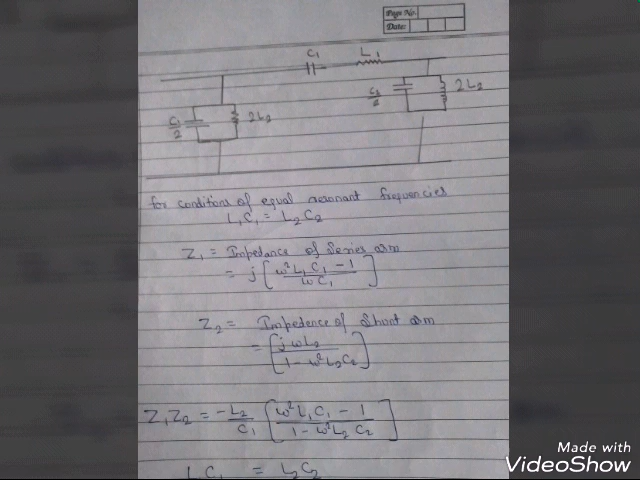 Page No.
Date:
C₁ L₁
C₂/2 2L₂
C₂/2 2L₂
for conditions of equal resonant frequencies
L₁C₁ = L₂C₂
Z₁ = Impedance of Series arm
= j [ω²L₁C₁ - 1 / ωC₁]
Z₂ = Impedence of Shunt arm
= [jωL₂ / 1 - ω²L₂C₂]
Z₁Z₂ = -L₂/C₁ [ω²L₁C₁ - 1 / 1 - ω²L₂C₂]
L₁C₁ = L₂C₂
Made with
VideoShow